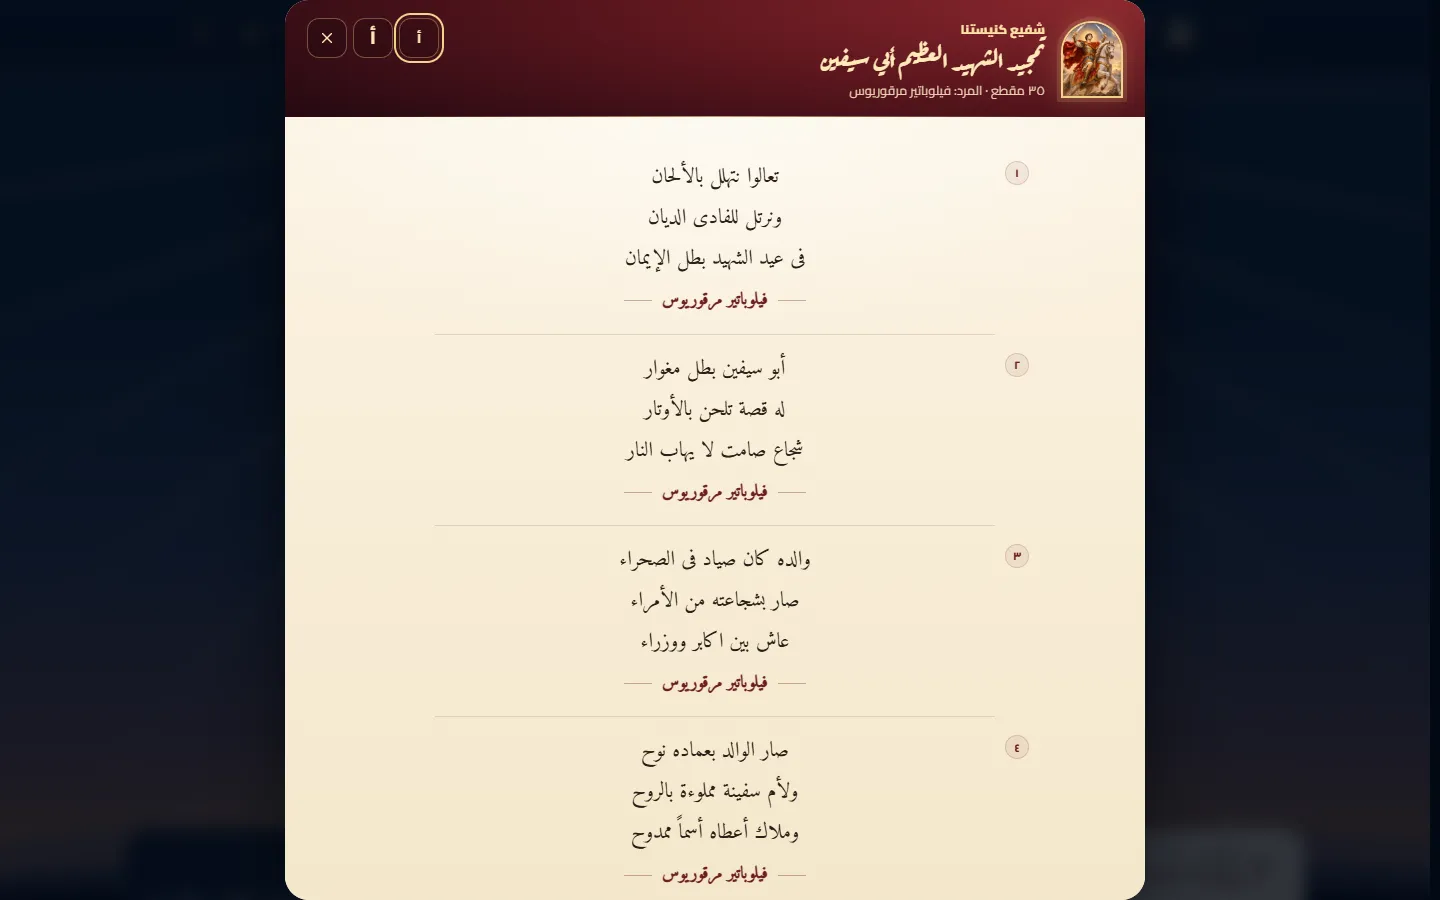 شفيع كنيستنا
تمجيد الشهيد العظيم أبي سيفين
٣٥ مقطع · المرد: فيلوباتير مرقوريوس
أ
أ
×
١
تعالوا نتهلل بالألحان
ونرتل للفادى الديان
فى عيد الشهيد بطل الإيمان
فيلوباتير مرقوريوس
٢
أبو سيفين بطل مغوار
له قصة تلحن بالأوتار
شجاع صامت لا يهاب النار
فيلوباتير مرقوريوس
٣
والده كان صياد فى الصحراء
صار بشجاعته من الأمراء
عاش بين اكابر ووزراء
فيلوباتير مرقوريوس
٤
صار الوالد بعماده نوح
ولأم سفينة مملوءة بالروح
وملاك أعطاه أسماً ممدوح
فيلوباتير مرقوريوس